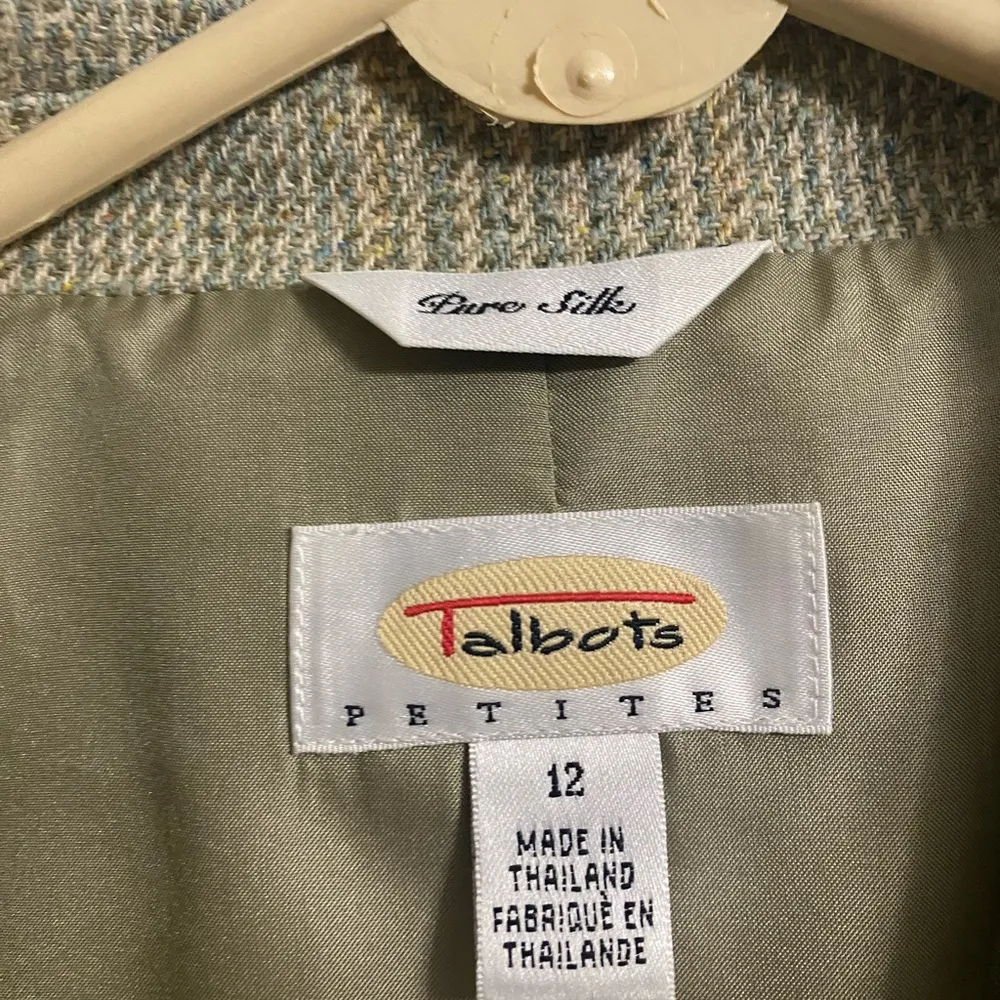 Pure Silk
Talbots
PETITES
12
MADE IN
THAILAND
FABRIQUÈ EN
THAILANDE